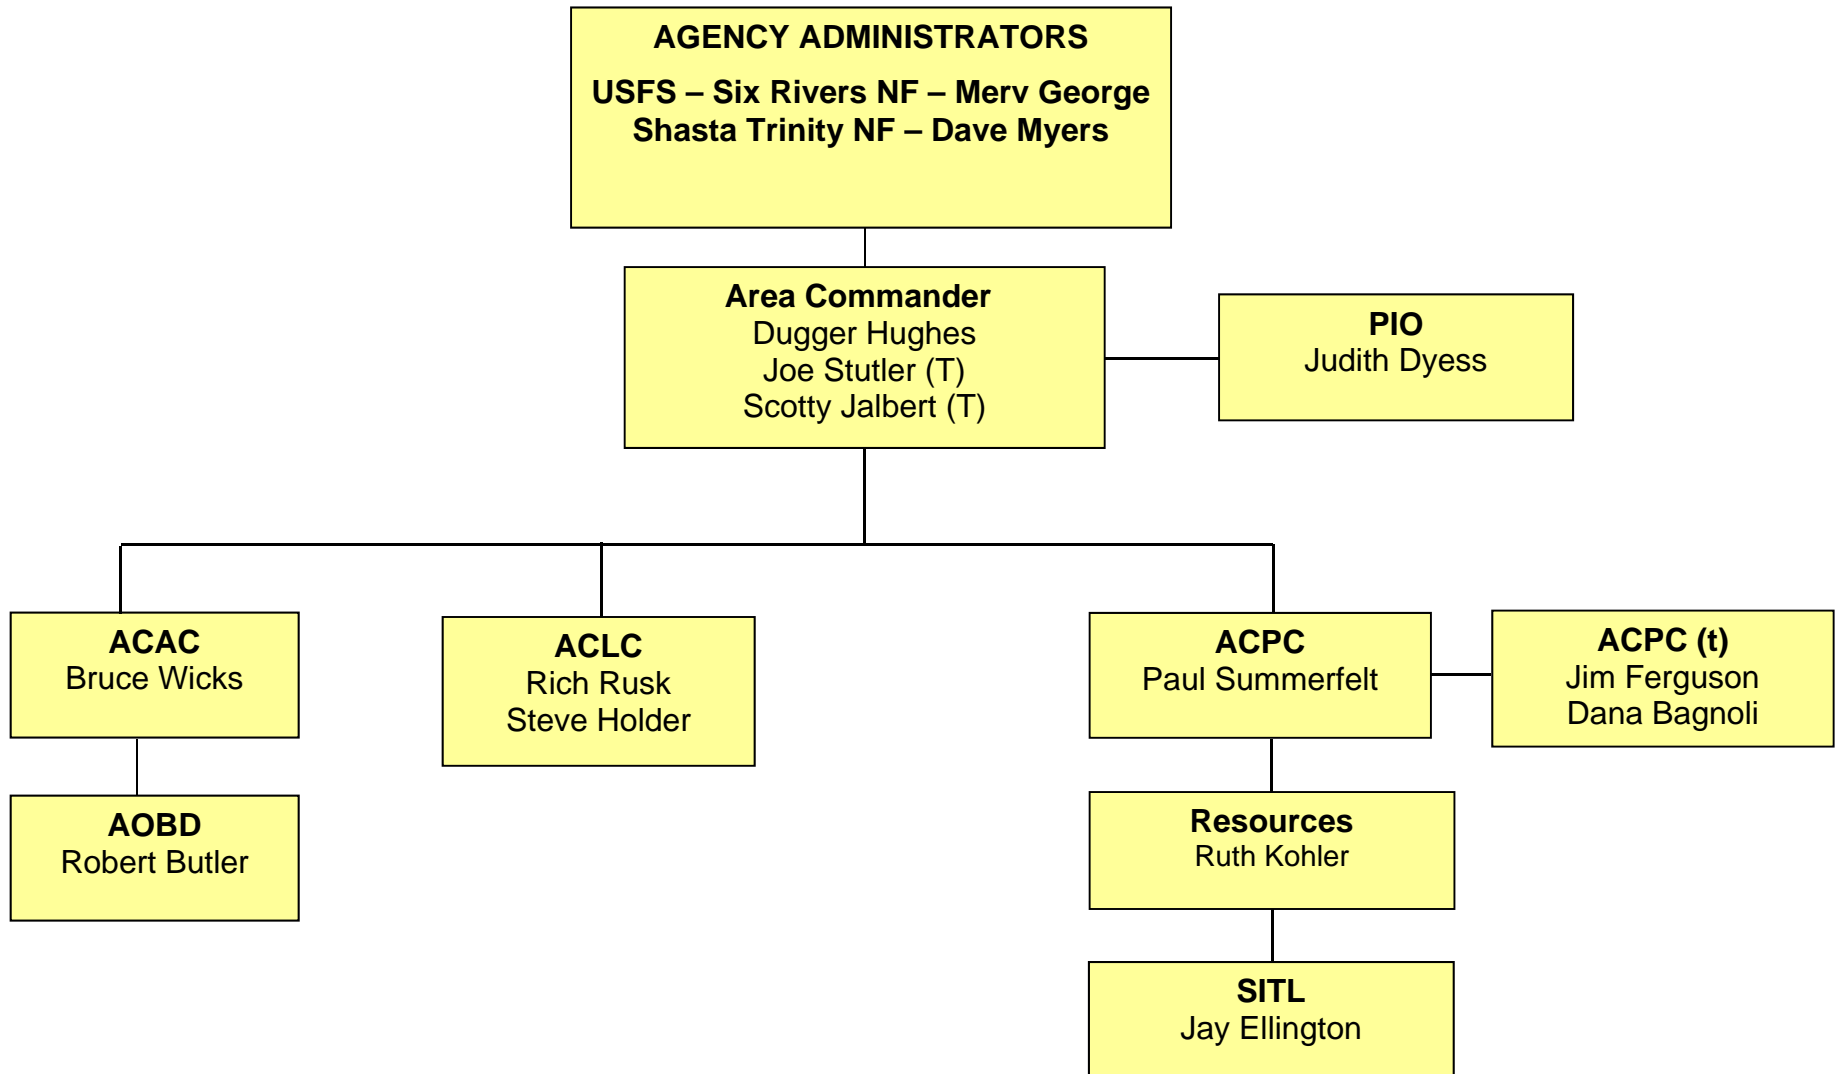 AGENCY ADMINISTRATORS
USFS – Six Rivers NF – Merv George
Shasta Trinity NF – Dave Myers
Area Commander
Dugger Hughes
Joe Stutler (T)
Scotty Jalbert (T)
PIO
Judith Dyess
ACAC
Bruce Wicks
ACLC
Rich Rusk
Steve Holder
ACPC
Paul Summerfelt
ACPC (t)
Jim Ferguson
Dana Bagnoli
AOBD
Robert Butler
Resources
Ruth Kohler
SITL
Jay Ellington